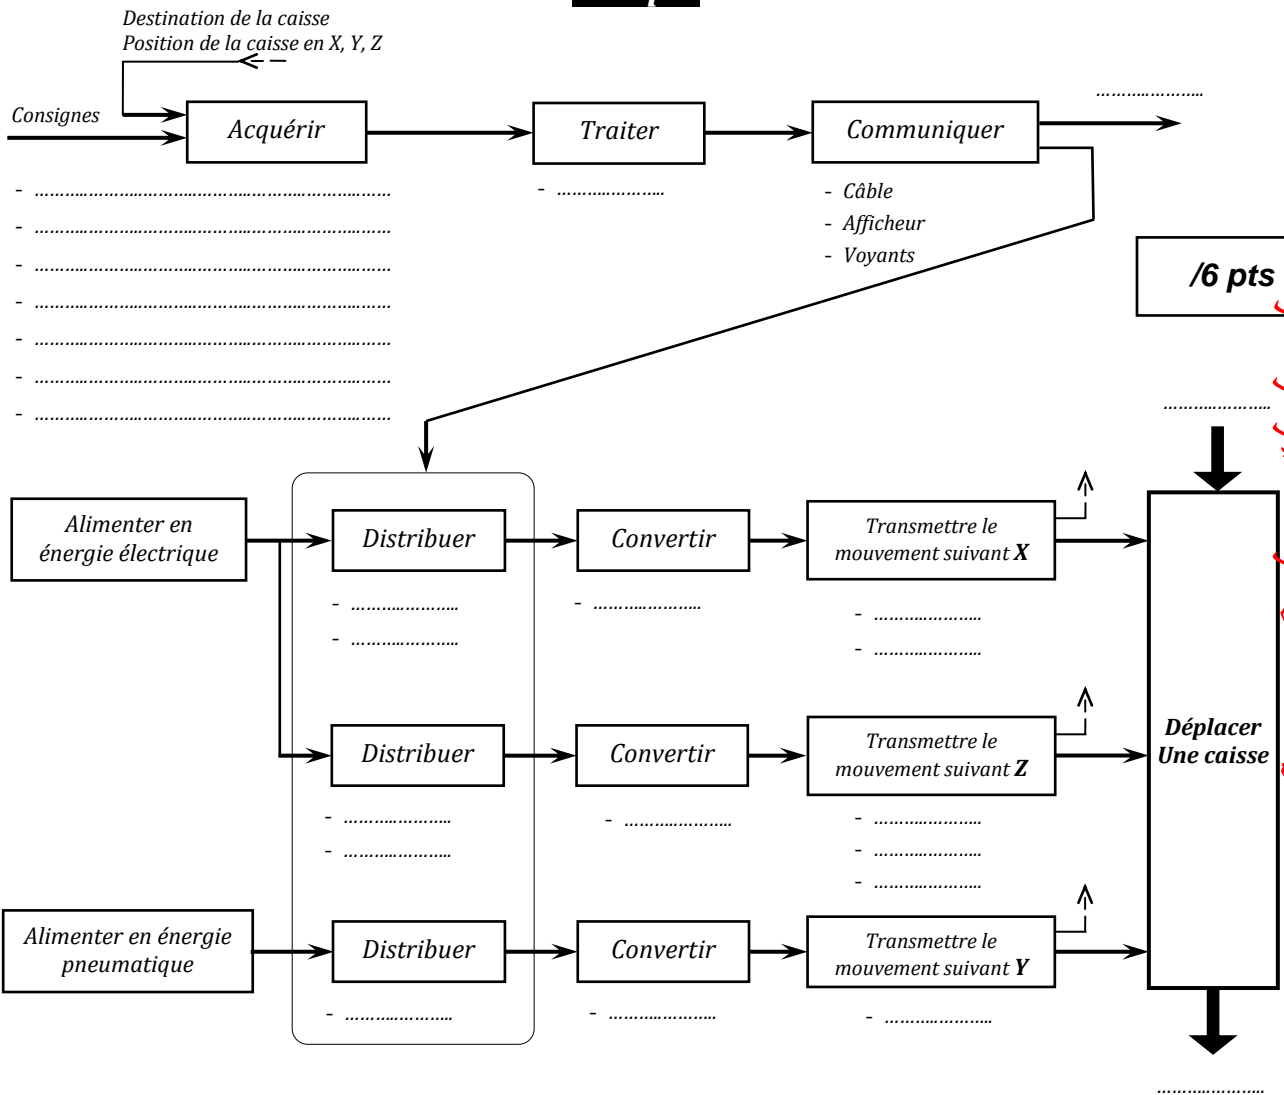 Destination de la caisse
Position de la caisse en X, Y, Z
Consignes
Acquérir
Traiter
Communiquer
........................
- ................................................................................
- ................................................................................
- ................................................................................
- ................................................................................
- ................................................................................
- ................................................................................
- ................................................................................
- ........................
- Câble
- Afficheur
- Voyants
/6 pts
........................
Alimenter en
énergie électrique
Distribuer
Convertir
Transmettre le
mouvement suivant X
- ........................
- ........................
- ........................
- ........................
- ........................
Distribuer
Convertir
Transmettre le
mouvement suivant Z
- ........................
- ........................
- ........................
- ........................
- ........................
- ........................
Déplacer
Une caisse
Alimenter en énergie
pneumatique
Distribuer
Convertir
Transmettre le
mouvement suivant Y
- ........................
- ........................
- ........................
........................